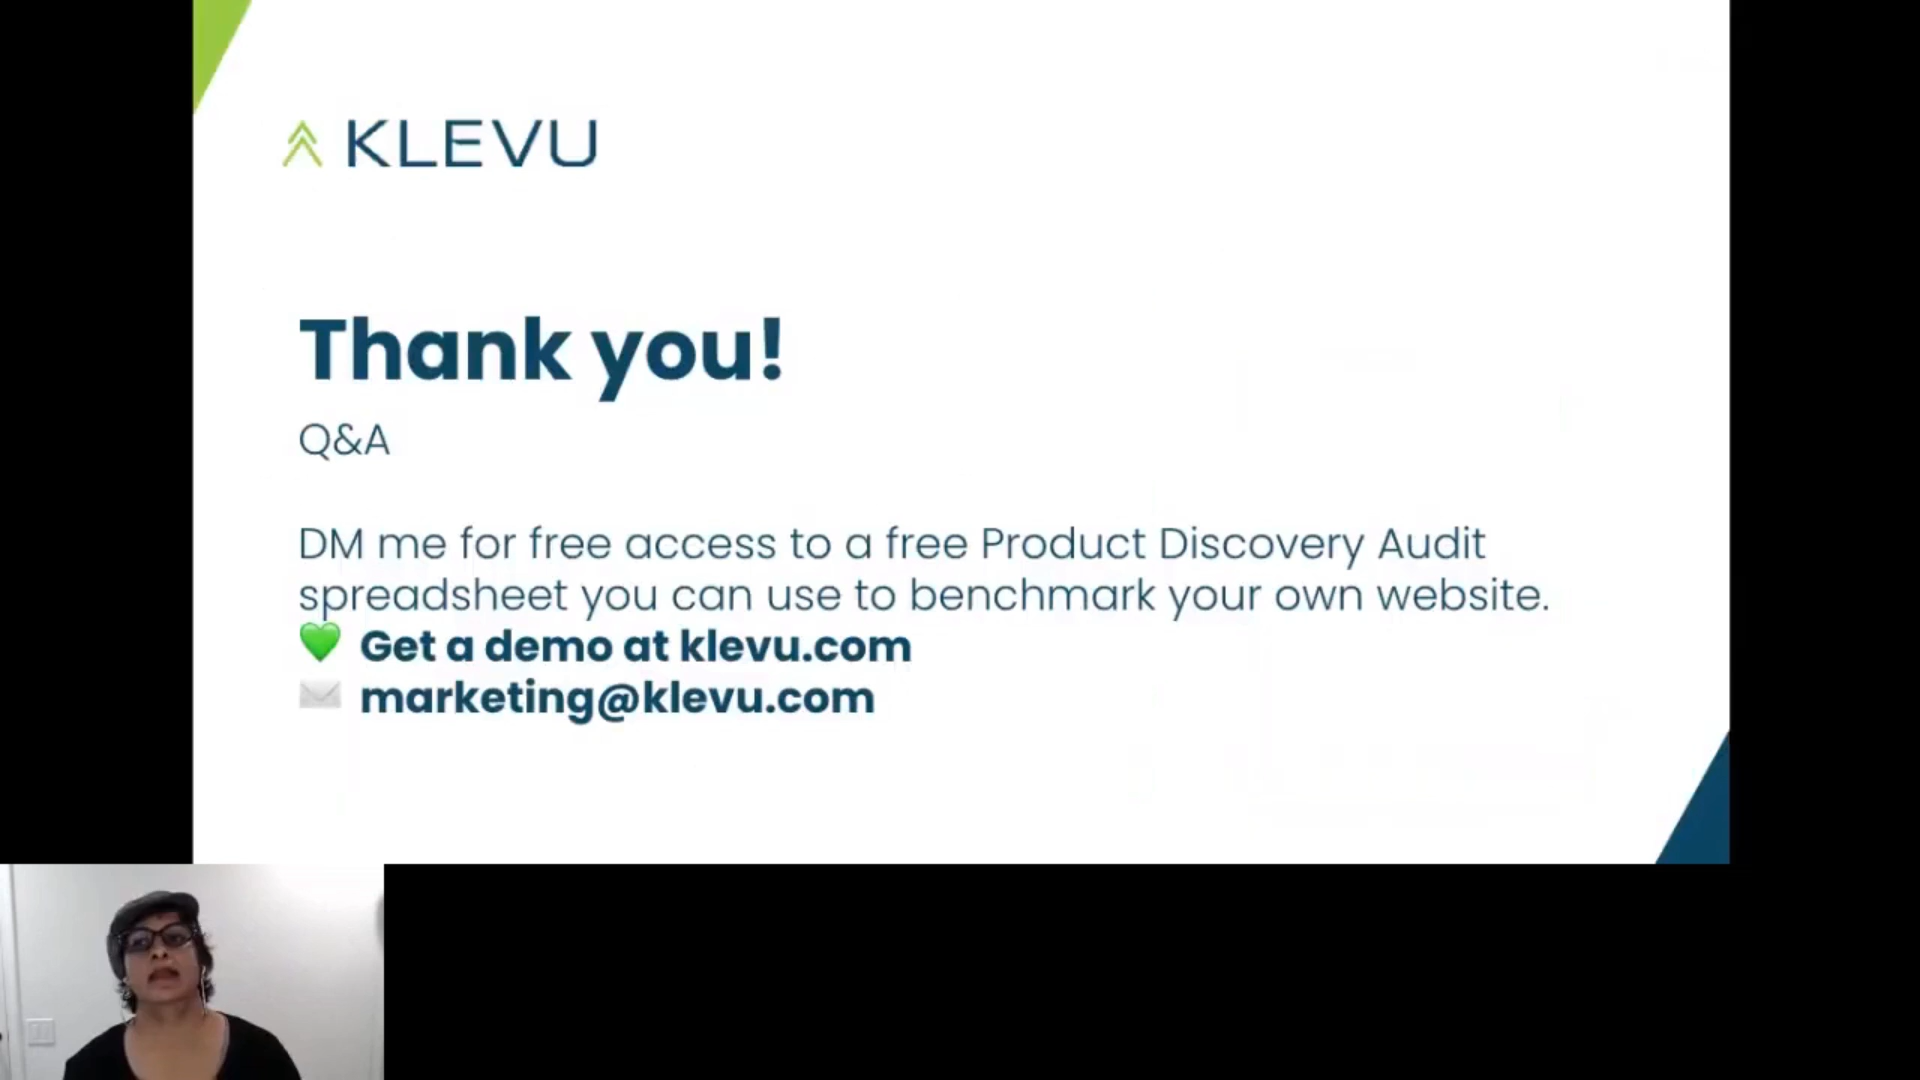 KLEVU
Thank you!
Q&A
DM me for free access to a free Product Discovery Audit
spreadsheet you can use to benchmark your own website.
💚 Get a demo at klevu.com
✉️ marketing@klevu.com